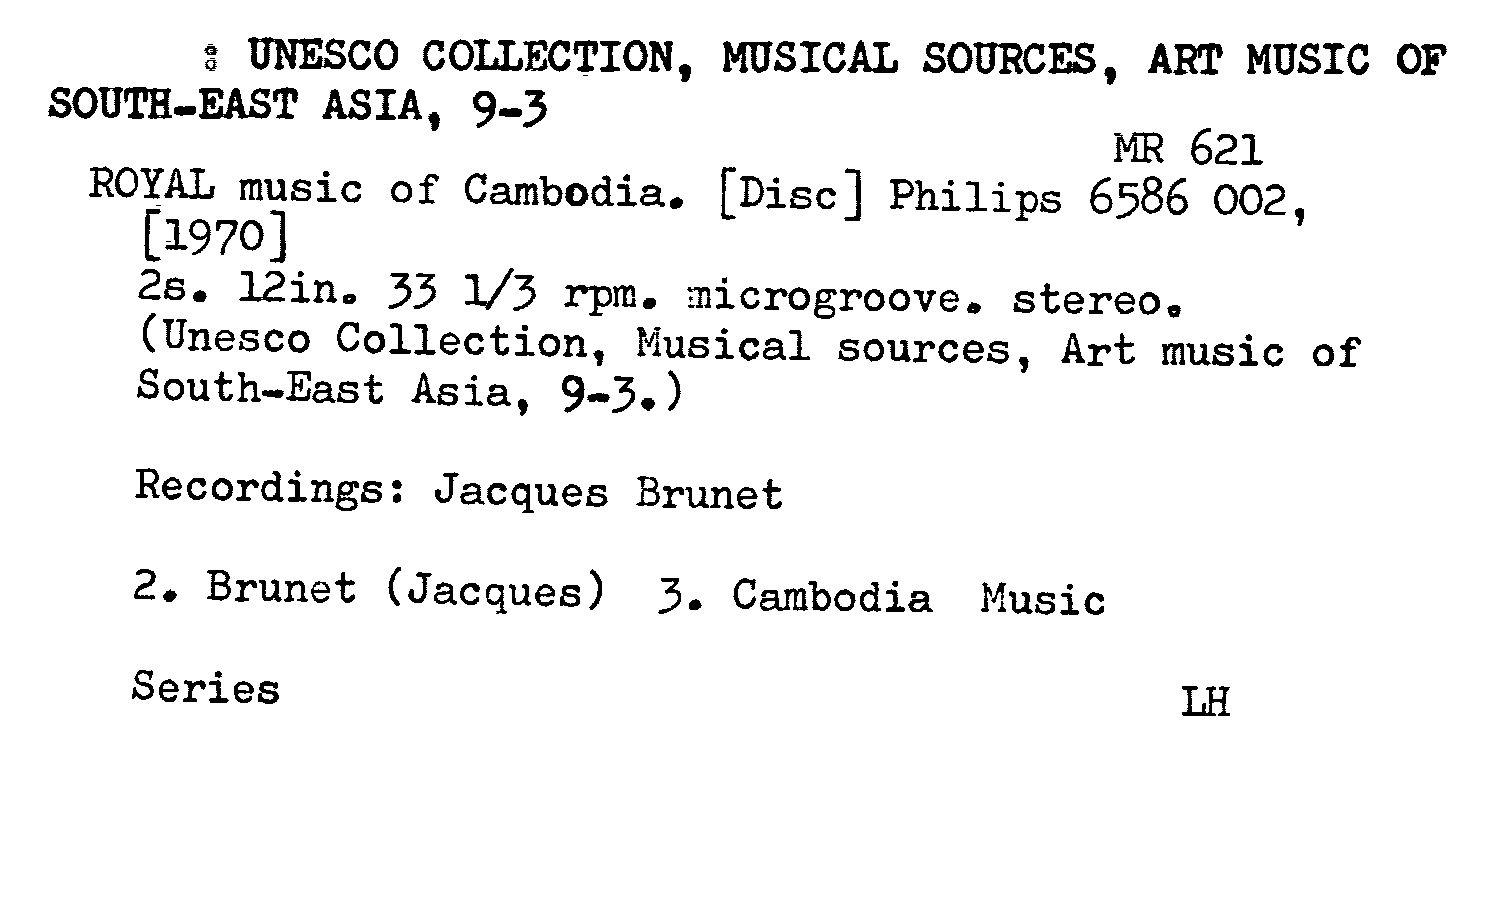 : UNESCO COLLECTION, MUSICAL SOURCES, ART MUSIC OF
SOUTH-EAST ASIA, 9-3
MR 621
ROYAL music of Cambodia. [Disc] Philips 6586 002,
[1970]
2s. 12in. 33 1/3 rpm. microgroove. stereo.
(Unesco Collection, Musical sources, Art music of
South-East Asia, 9-3.)
Recordings: Jacques Brunet
2. Brunet (Jacques) 3. Cambodia Music
Series
LH